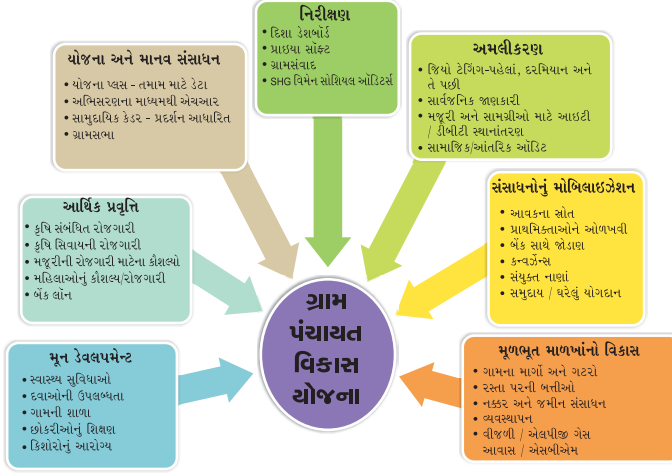 નિરીક્ષણ
• દિશા ડેશબૉર્ડ
• પ્રાઇયા સૉફ્ટ
• ગ્રામસંવાદ
• SHG વિમેન સોશિયલ ઑડિટર્સ
યોજના અને માનવ સંસાધન
• યોજના પ્લસ - તમામ માટે ડેટા
• અભિસરણના માધ્યમથી એચઆર
• સામુદાયિક કેડર - પ્રદર્શન આધારિત
• ગ્રામસભા
અમલીકરણ
• જિયો ટેગિંગ-પહેલાં, દરમિયાન અને
તે પછી
• સાર્વજનિક જાણકારી
• મજૂરી અને સામગ્રીઓ માટે આઇટી
/ ડીબીટી સ્થાનાંતરણ
• સામાજિક/આંતરિક ઑડિટ
આર્થિક પ્રવૃત્તિ
• કૃષિ સંબંધિત રોજગારી
• કૃષિ સિવાયની રોજગારી
• મજૂરીની રોજગારી માટેના કૌશલ્યો
• મહિલાઓનું કૌશલ્ય/રોજગારી
• બેંક લૉન
સંસાધનોનું મોબિલાઇઝેશન
• આવકના સ્રોત
• પ્રાથમિક્તાઓને ઓળખવી
• બેંક સાથે જોડાણ
• કન્વર્ઝેન્સ
• સંયુક્ત નાણાં
• સમુદાય / ઘરેલું યોગદાન
ગ્રામ
પંચાયત
વિકાસ
યોજના
મૂન ડેવલપમેન્ટ
• સ્વાસ્થ્ય સુવિધાઓ
• દવાઓની ઉપલબ્ધતા
• ગામની શાળા
• છોકરીઓનું શિક્ષણ
• કિશોરોનું આરોગ્ય
મૂળભૂત માળખાંનો વિકાસ
• ગામના માર્ગો અને ગટરો
• રસ્તા પરની બત્તીઓ
• નક્કર અને જમીન સંસાધન
• વ્યવસ્થાપન
• વીજળી / એલપીજી ગેસ
આવાસ / એસબીએમ